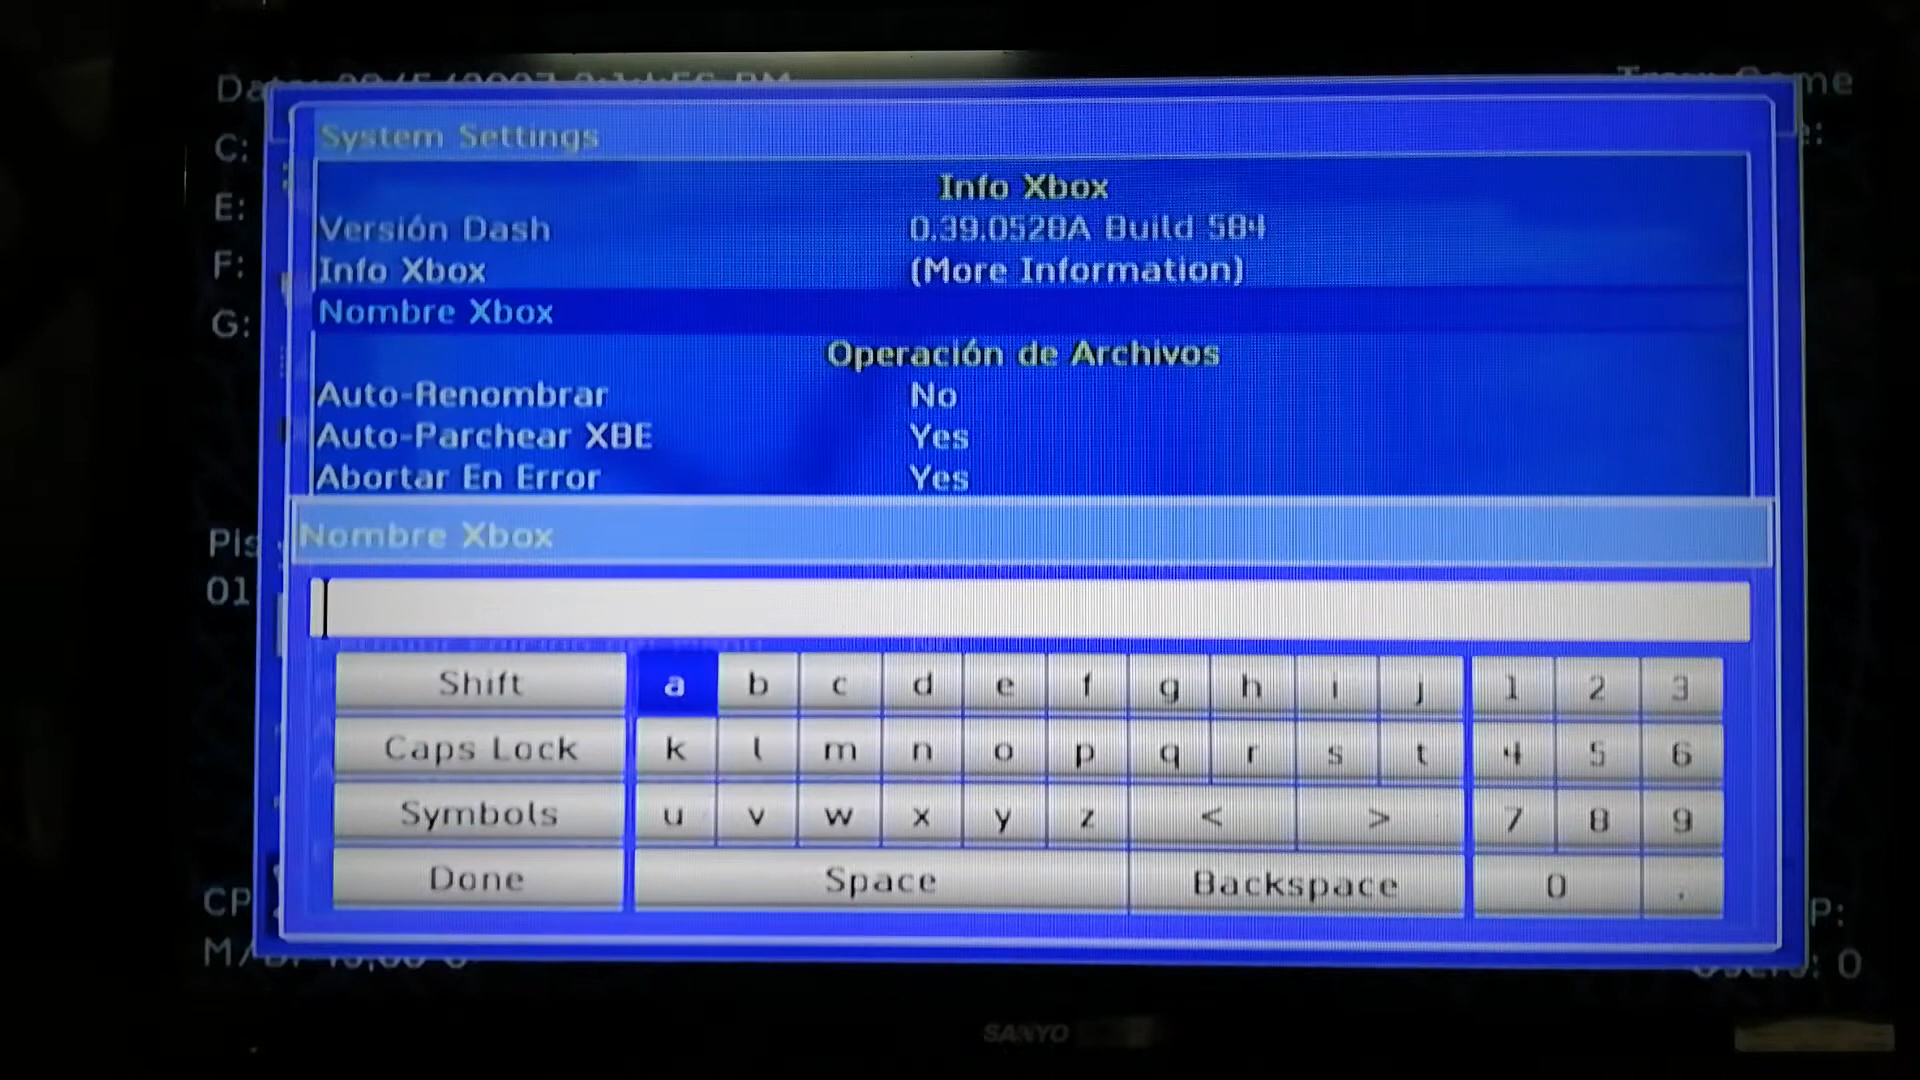 System Settings
Info Xbox
Versión Dash 0.39.0528A Build 584
Info Xbox (More Information)
Nombre Xbox
Operación de Archivos
Auto-Renombrar No
Auto-Parchear XBE Yes
Abortar En Error Yes
C:
E:
F:
G:
01
Nombre Xbox
Shift a b c d e f g h i j 1 2 3
Caps Lock k l m n o p q r s t 4 5 6
Symbols u v w x y z < > 7 8 9
Done Space Backspace 0 .
SANYO